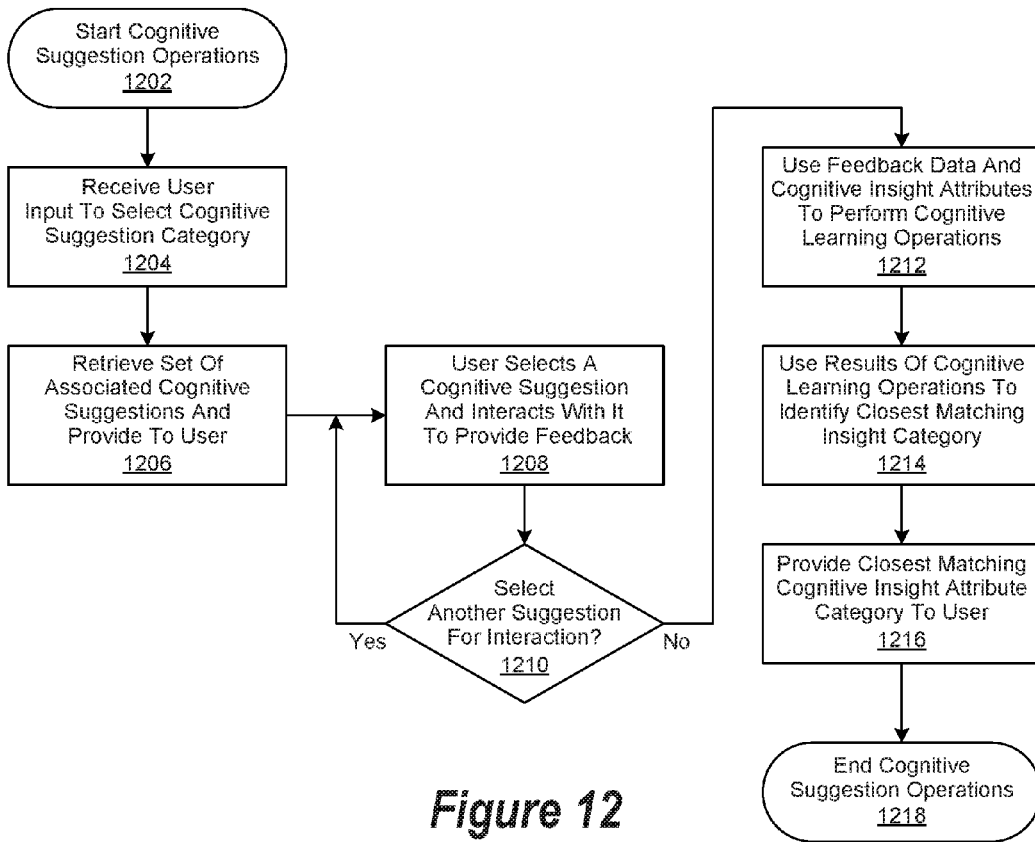 Start Cognitive
Suggestion Operations
1202
Receive User
Input To Select Cognitive
Suggestion Category
1204
Retrieve Set Of
Associated Cognitive
Suggestions And
Provide To User
1206
User Selects A
Cognitive Suggestion
And Interacts With It
To Provide Feedback
1208
Select
Another Suggestion
For Interaction?
1210
Yes
No
Use Feedback Data And
Cognitive Insight Attributes
To Perform Cognitive
Learning Operations
1212
Use Results Of Cognitive
Learning Operations To
Identify Closest Matching
Insight Category
1214
Provide Closest Matching
Cognitive Insight Attribute
Category To User
1216
End Cognitive
Suggestion Operations
1218
Figure 12